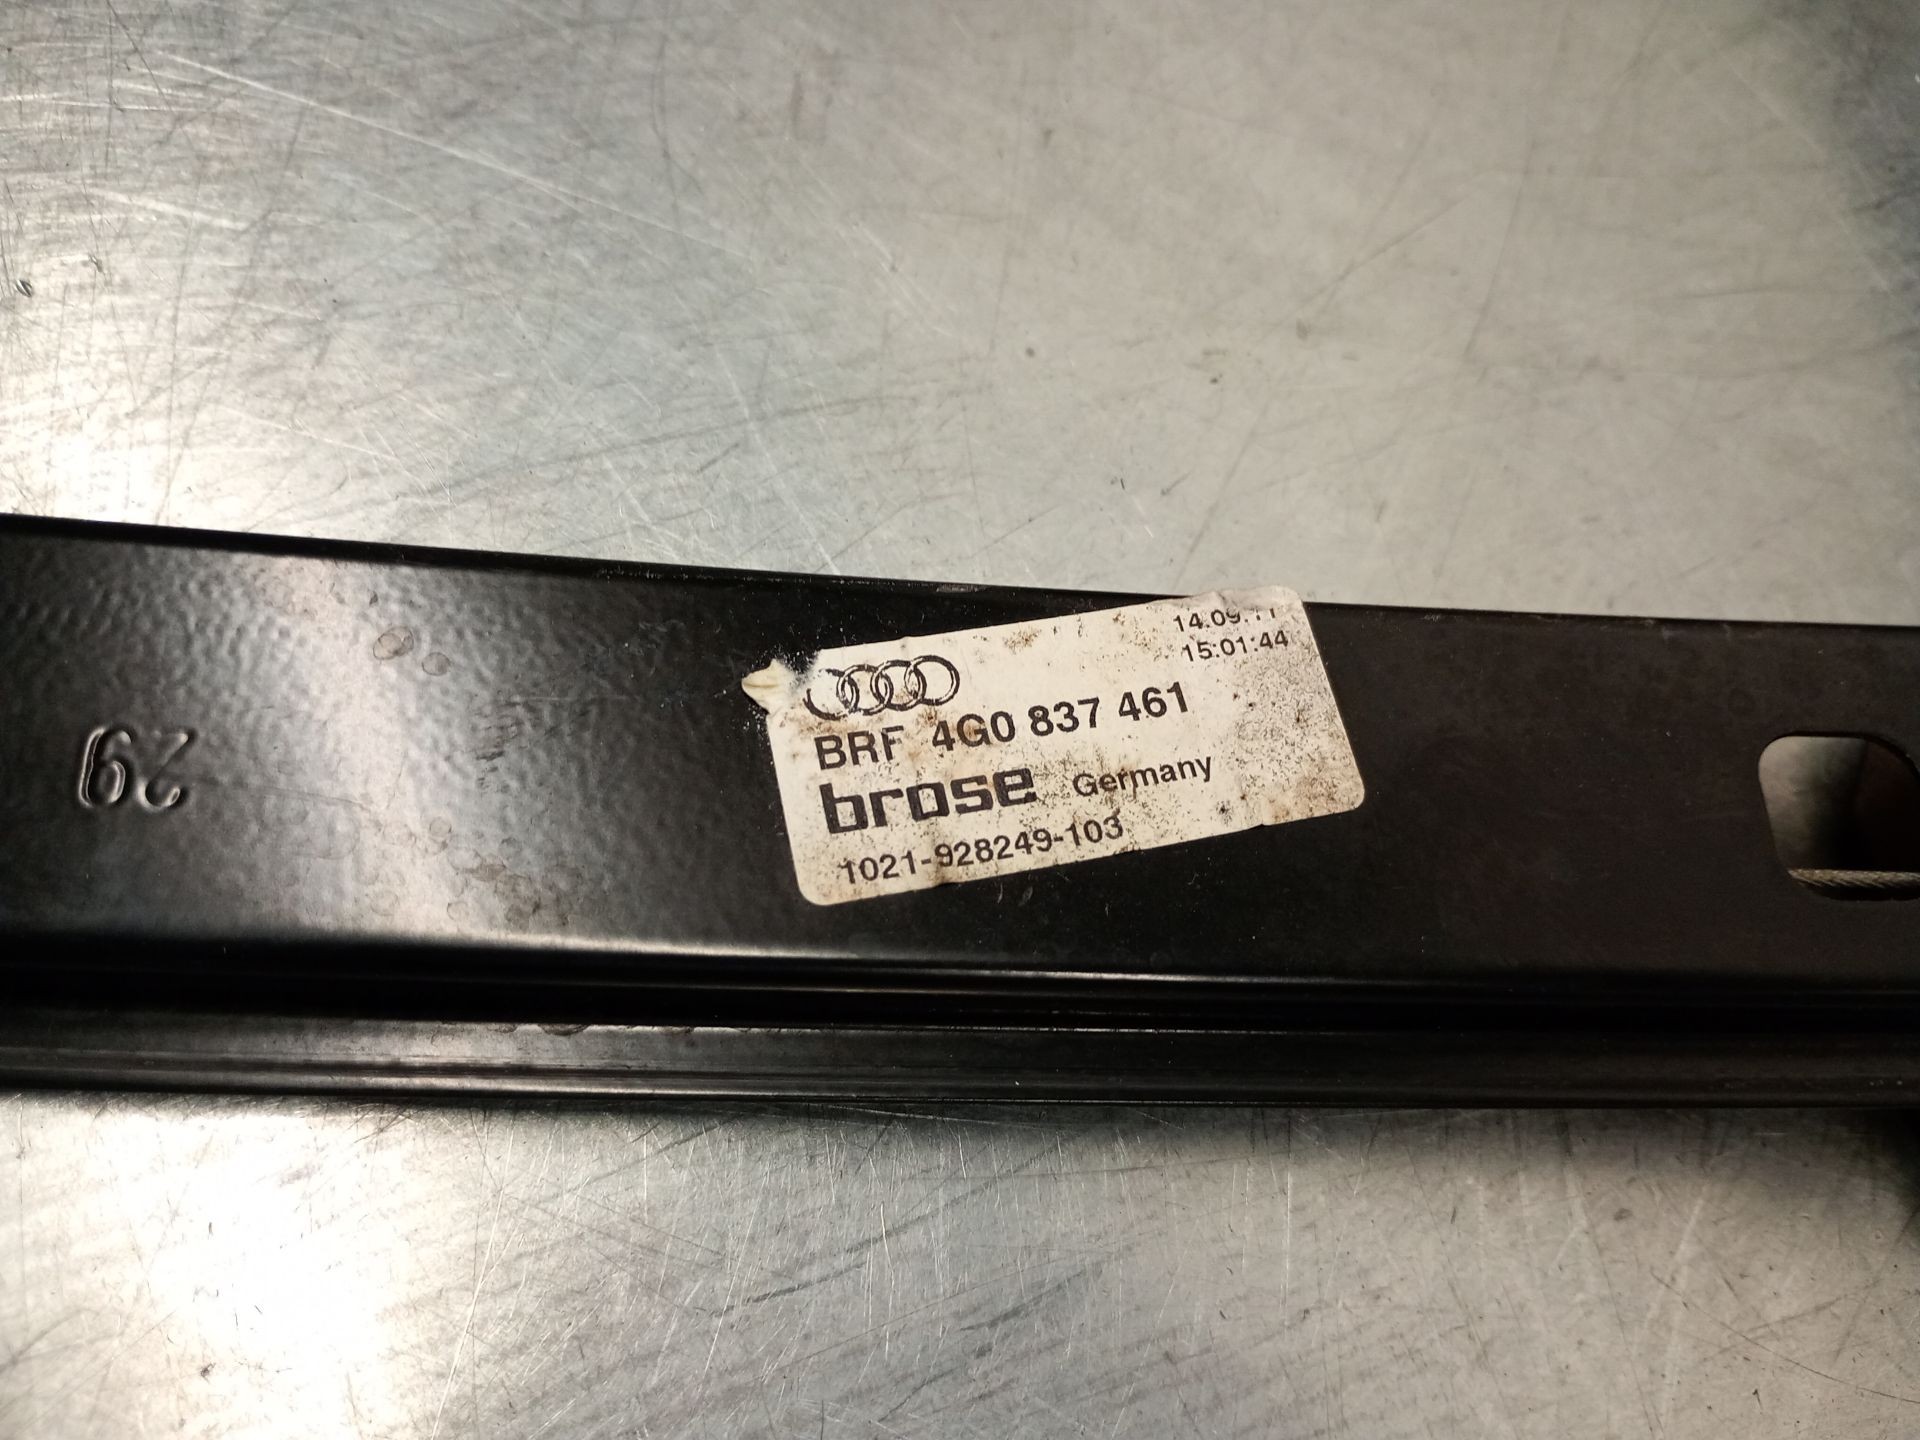 14.09.11
15:01:44
BRF 4G0 837 461
brose Germany
1021-928249-103
29